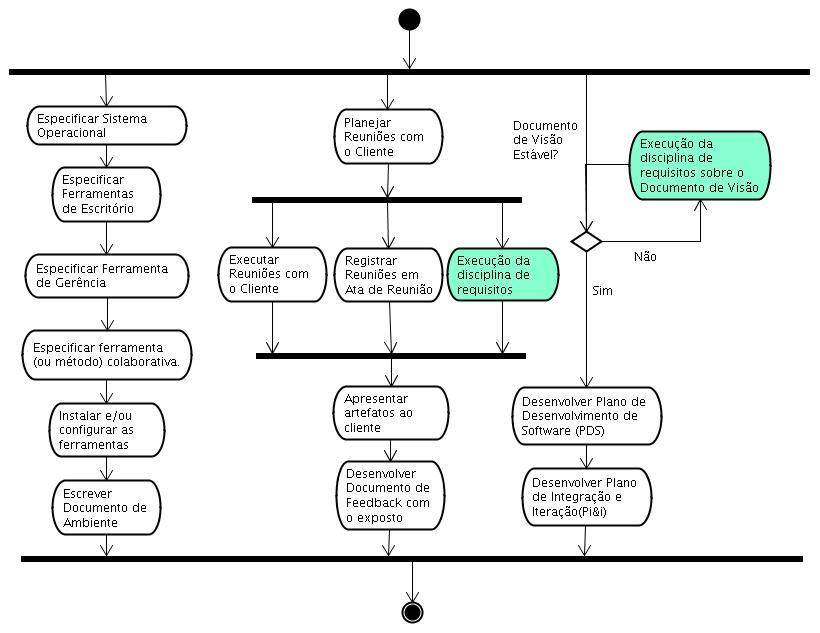 Especificar Sistema
Operacional
Especificar
Ferramentas
de Escritório
Especificar Ferramenta
de Gerência
Especificar ferramenta
(ou método) colaborativa.
Instalar e/ou
configurar as
ferramentas
Escrever
Documento de
Ambiente
Planejar
Reuniões com
o Cliente
Executar
Reuniões com
o Cliente
Registrar
Reuniões em
Ata de Reunião
Execução da
disciplina de
requisitos
Apresentar
artefatos ao
cliente
Desenvolver
Documento de
Feedback com
o exposto
Documento
de Visão
Estável?
Execução da
disciplina de
requisitos sobre o
Documento de Visão
Não
Sim
Desenvolver Plano de
Desenvolvimento de
Software (PDS)
Desenvolver Plano
de Integração e
Iteração(Pi&i)